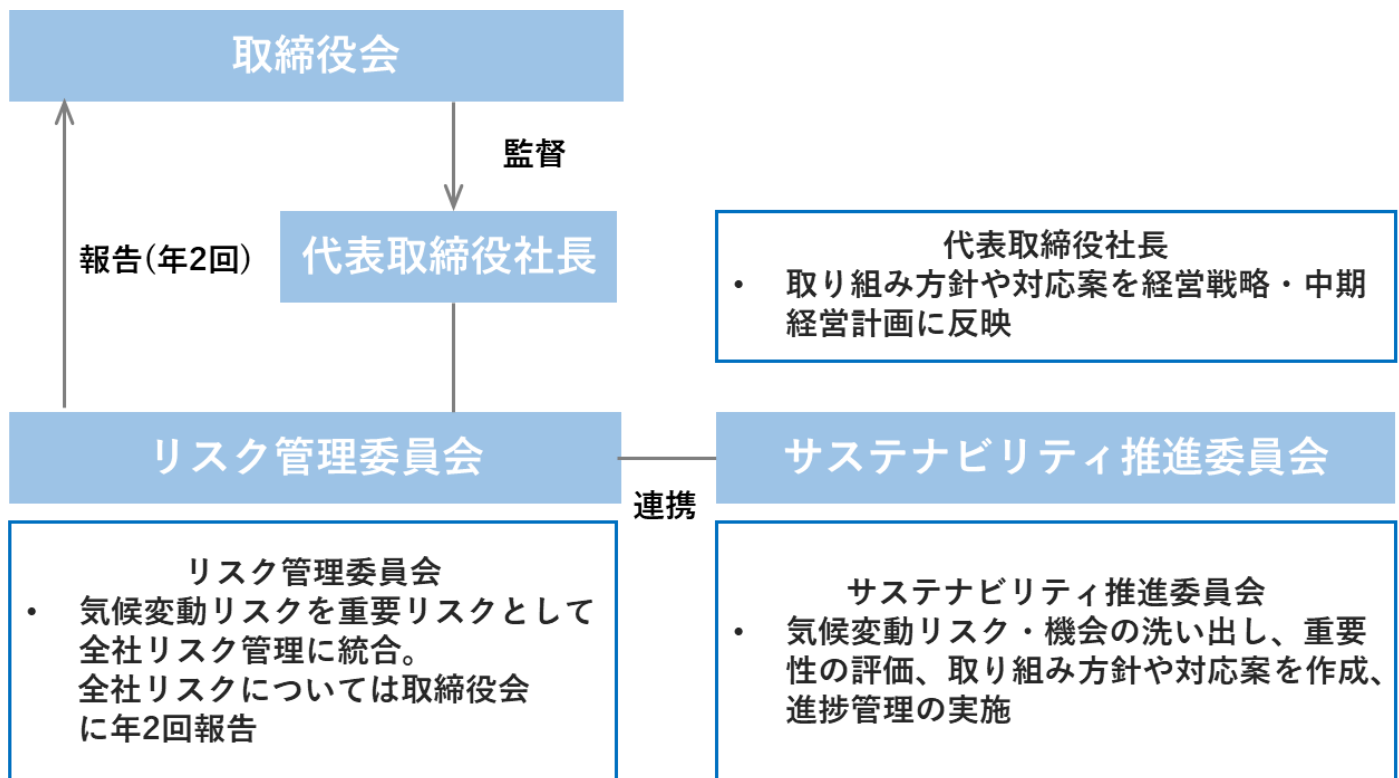 取締役会
監督
報告(年2回)
代表取締役社長
代表取締役社長
• 取り組み方針や対応案を経営戦略・中期
経営計画に反映
リスク管理委員会
サステナビリティ推進委員会
連携
リスク管理委員会
• 気候変動リスクを重要リスクとして
全社リスク管理に統合。
全社リスクについては取締役会
に年2回報告
サステナビリティ推進委員会
• 気候変動リスク・機会の洗い出し、重要
性の評価、取り組み方針や対応案を作成、
進捗管理の実施